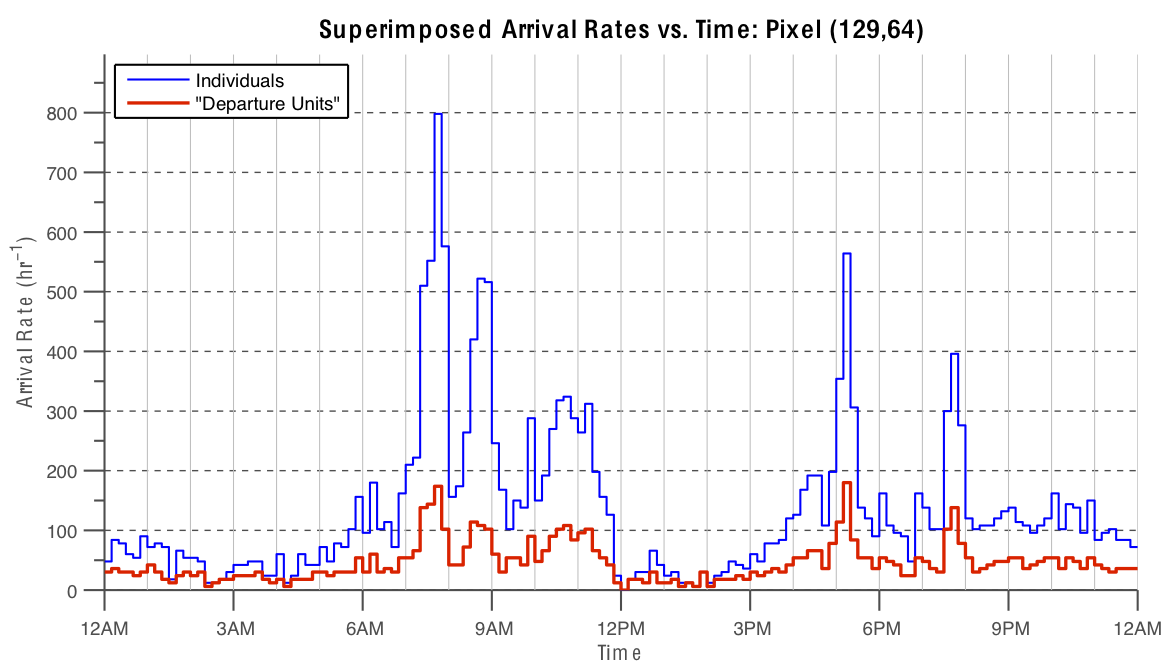 Superimposed Arrival Rates vs. Time: Pixel (129,64)
Individuals
"Departure Units"
Arrival Rate (hr⁻¹)
800
700
600
500
400
300
200
100
0
12AM 3AM 6AM 9AM 12PM 3PM 6PM 9PM 12AM
Time